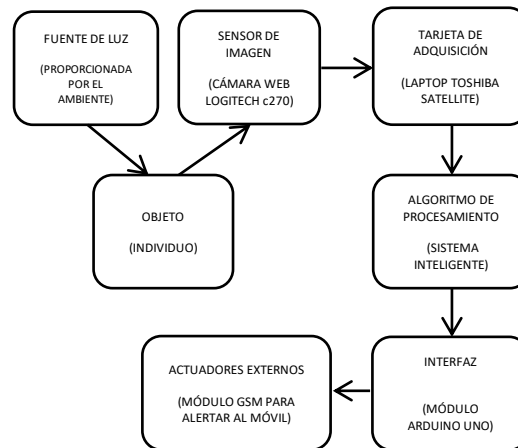 FUENTE DE LUZ
(PROPORCIONADA
POR EL
AMBIENTE)
OBJETO
(INDIVIDUO)
SENSOR DE
IMAGEN
(CÁMARA WEB
LOGITECH c270)
TARJETA DE
ADQUISICIÓN
(LAPTOP TOSHIBA
SATELLITE)
ALGORITMO DE
PROCESAMIENTO
(SISTEMA
INTELIGENTE)
INTERFAZ
(MÓDULO
ARDUINO UNO)
ACTUADORES EXTERNOS
(MÓDULO GSM PARA
ALERTAR AL MÓVIL)